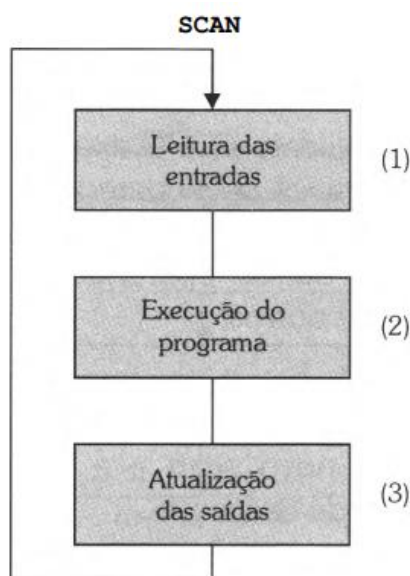 SCAN
Leitura das
entradas
(1)
Execução do
programa
(2)
Atualização
das saídas
(3)